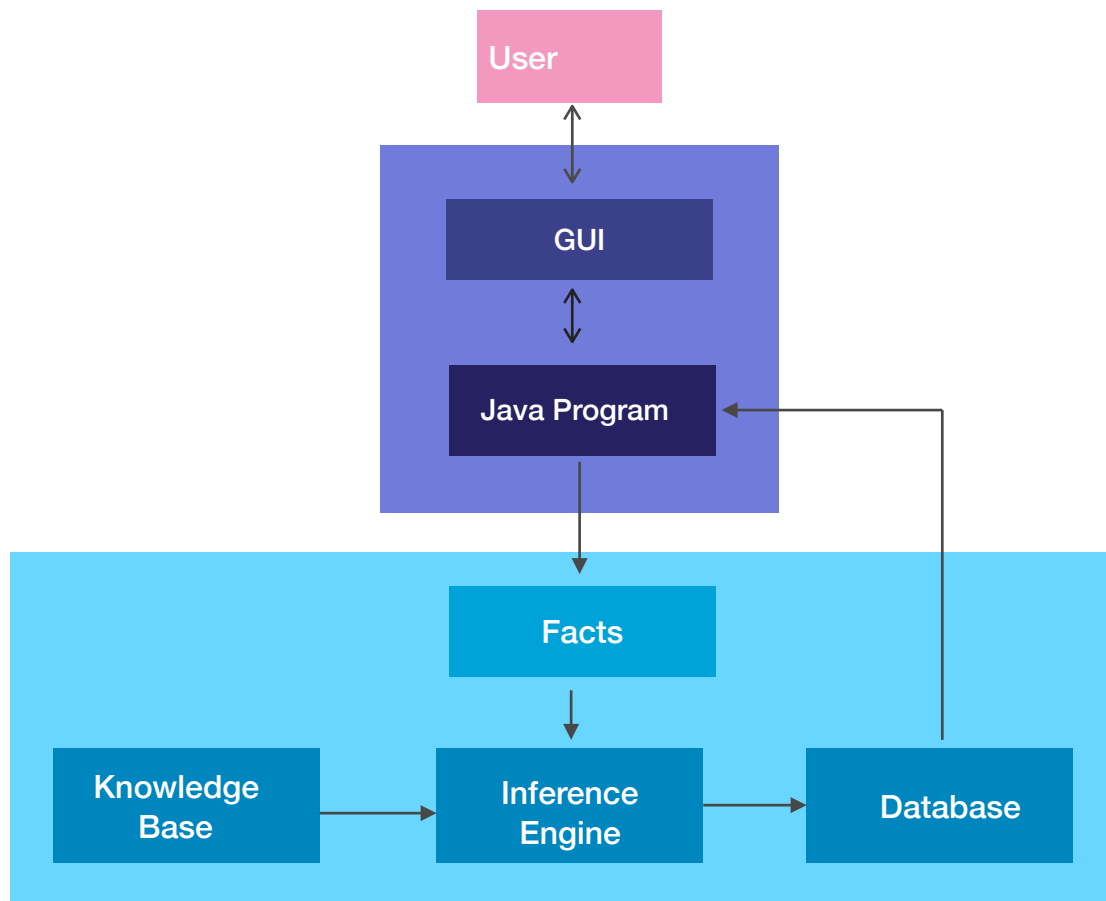 User
GUI
Java Program
Facts
Knowledge
Base
Inference
Engine
Database